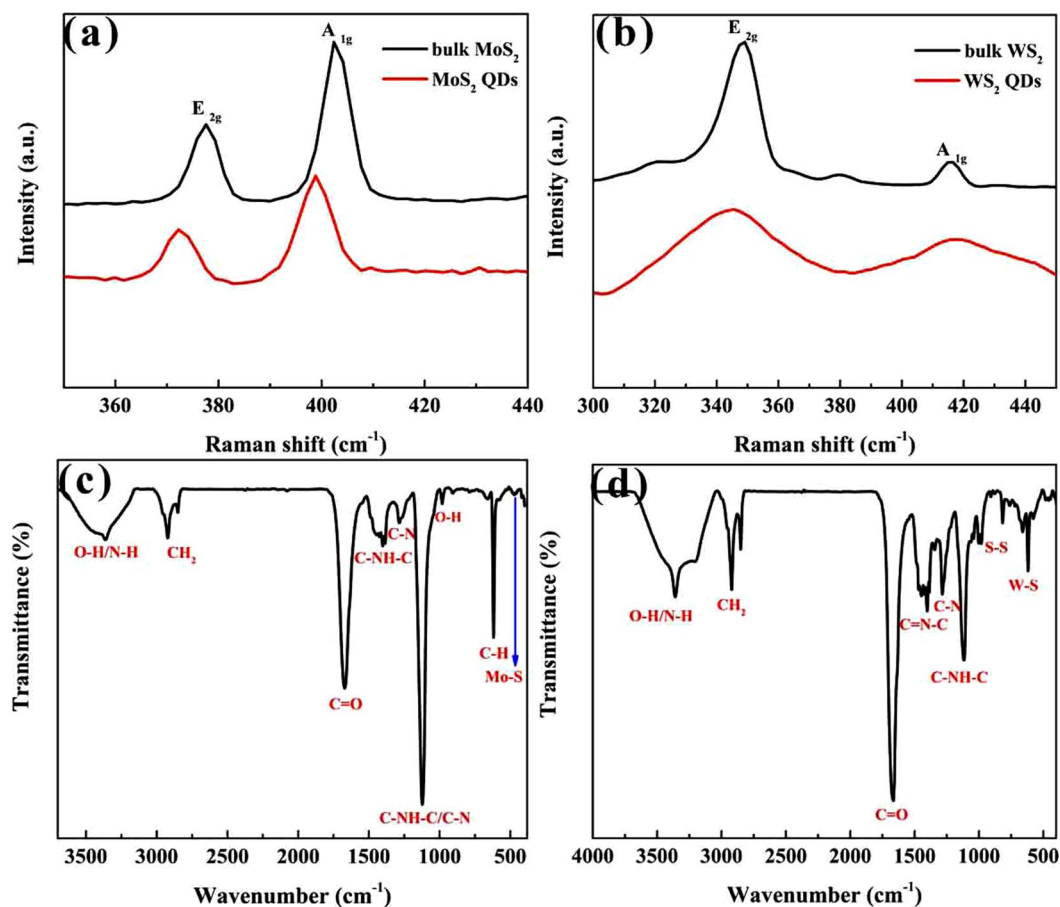 (a)
A1g
bulk MoS2
MoS2 QDs
E2g
Intensity (a.u.)
360 380 400 420 440
Raman shift (cm-1)
(b)
E2g
bulk WS2
WS2 QDs
A1g
Intensity (a.u.)
300 320 340 360 380 400 420 440
Raman shift (cm-1)
(c)
O-H/N-H
CH2
C=O
C-NH-C
C-N
O-H
C-H
Mo-S
C-NH-C/C-N
Transmittance (%)
3500 3000 2500 2000 1500 1000 500
Wavenumber (cm-1)
(d)
O-H/N-H
CH2
C=O
C=N-C
C-N
C-NH-C
S-S
W-S
Transmittance (%)
4000 3500 3000 2500 2000 1500 1000 500
Wavenumber (cm-1)